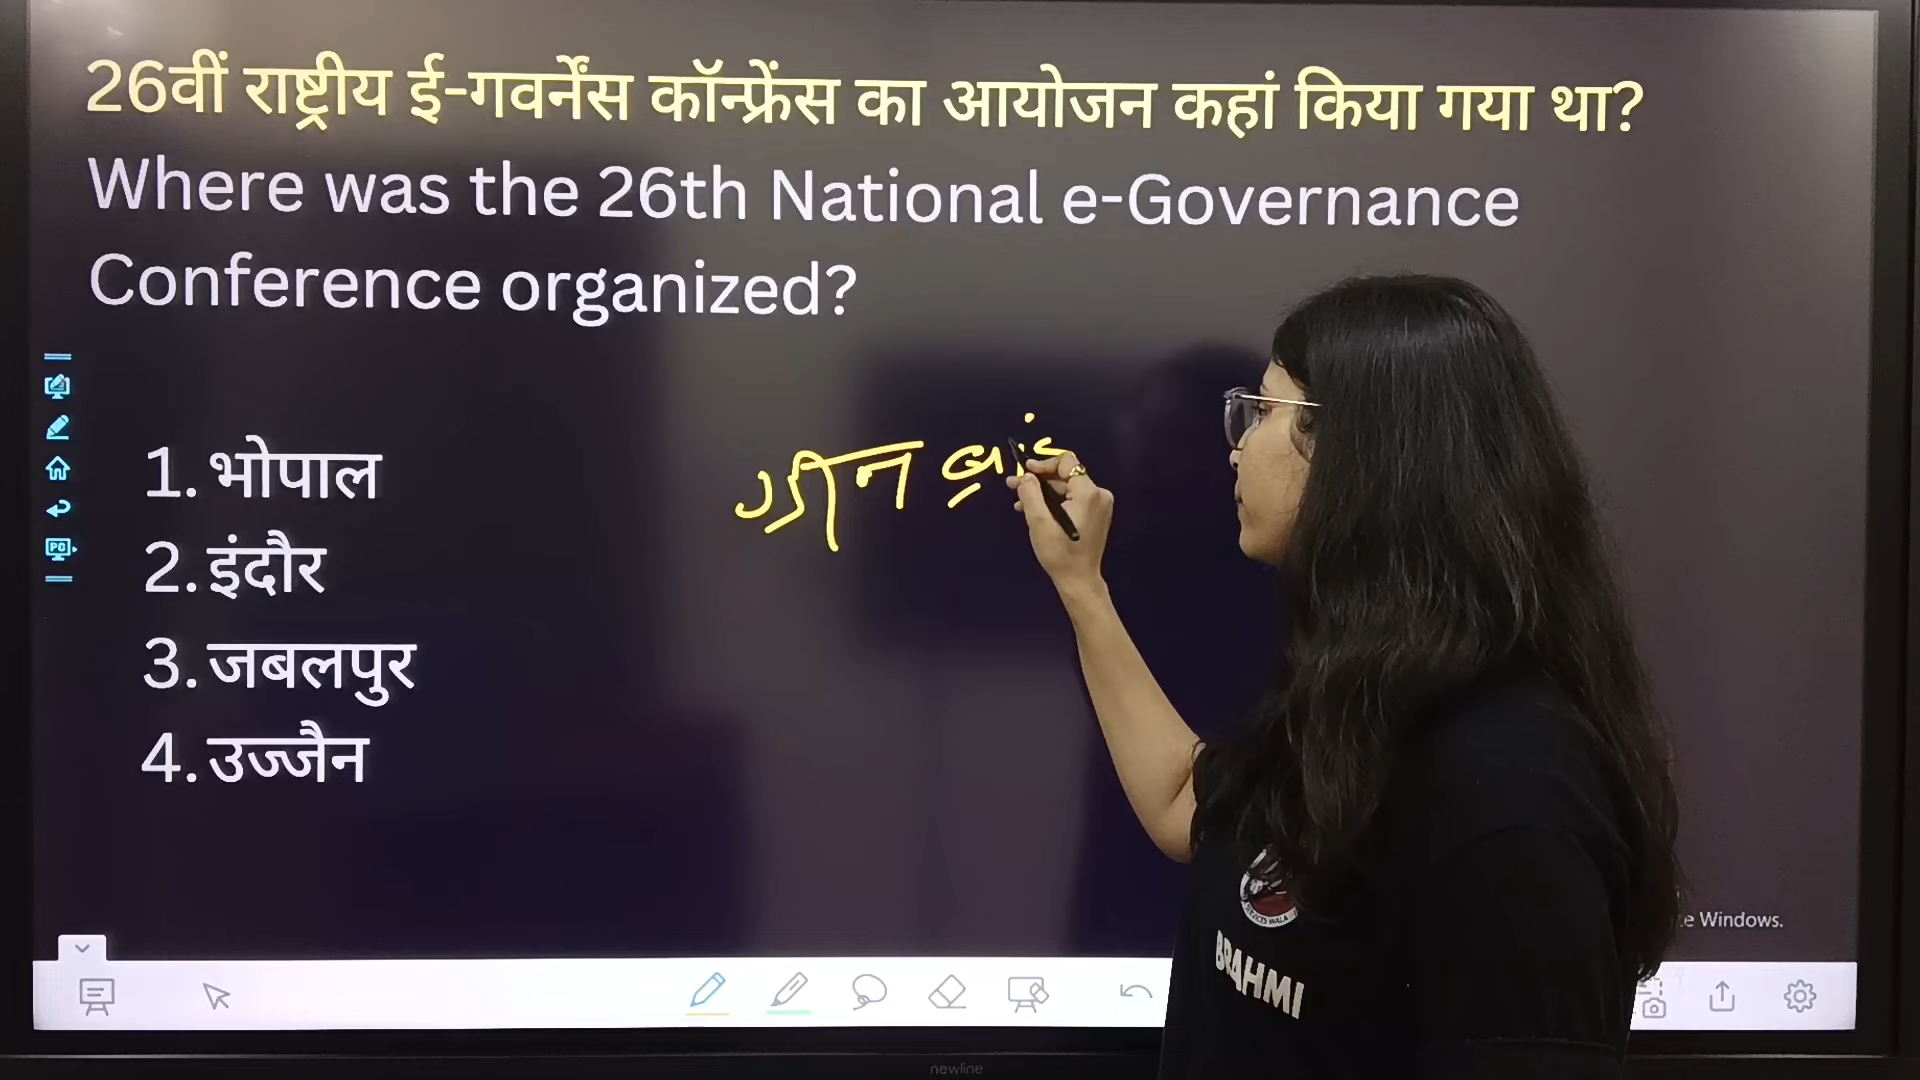 26वीं राष्ट्रीय ई-गवर्नेंस कॉन्फ्रेंस का आयोजन कहां किया गया था?
Where was the 26th National e-Governance
Conference organized?
1. भोपाल
2. इंदौर
3. जबलपुर
4. उज्जैन
e Windows.
BRAHMI
newline